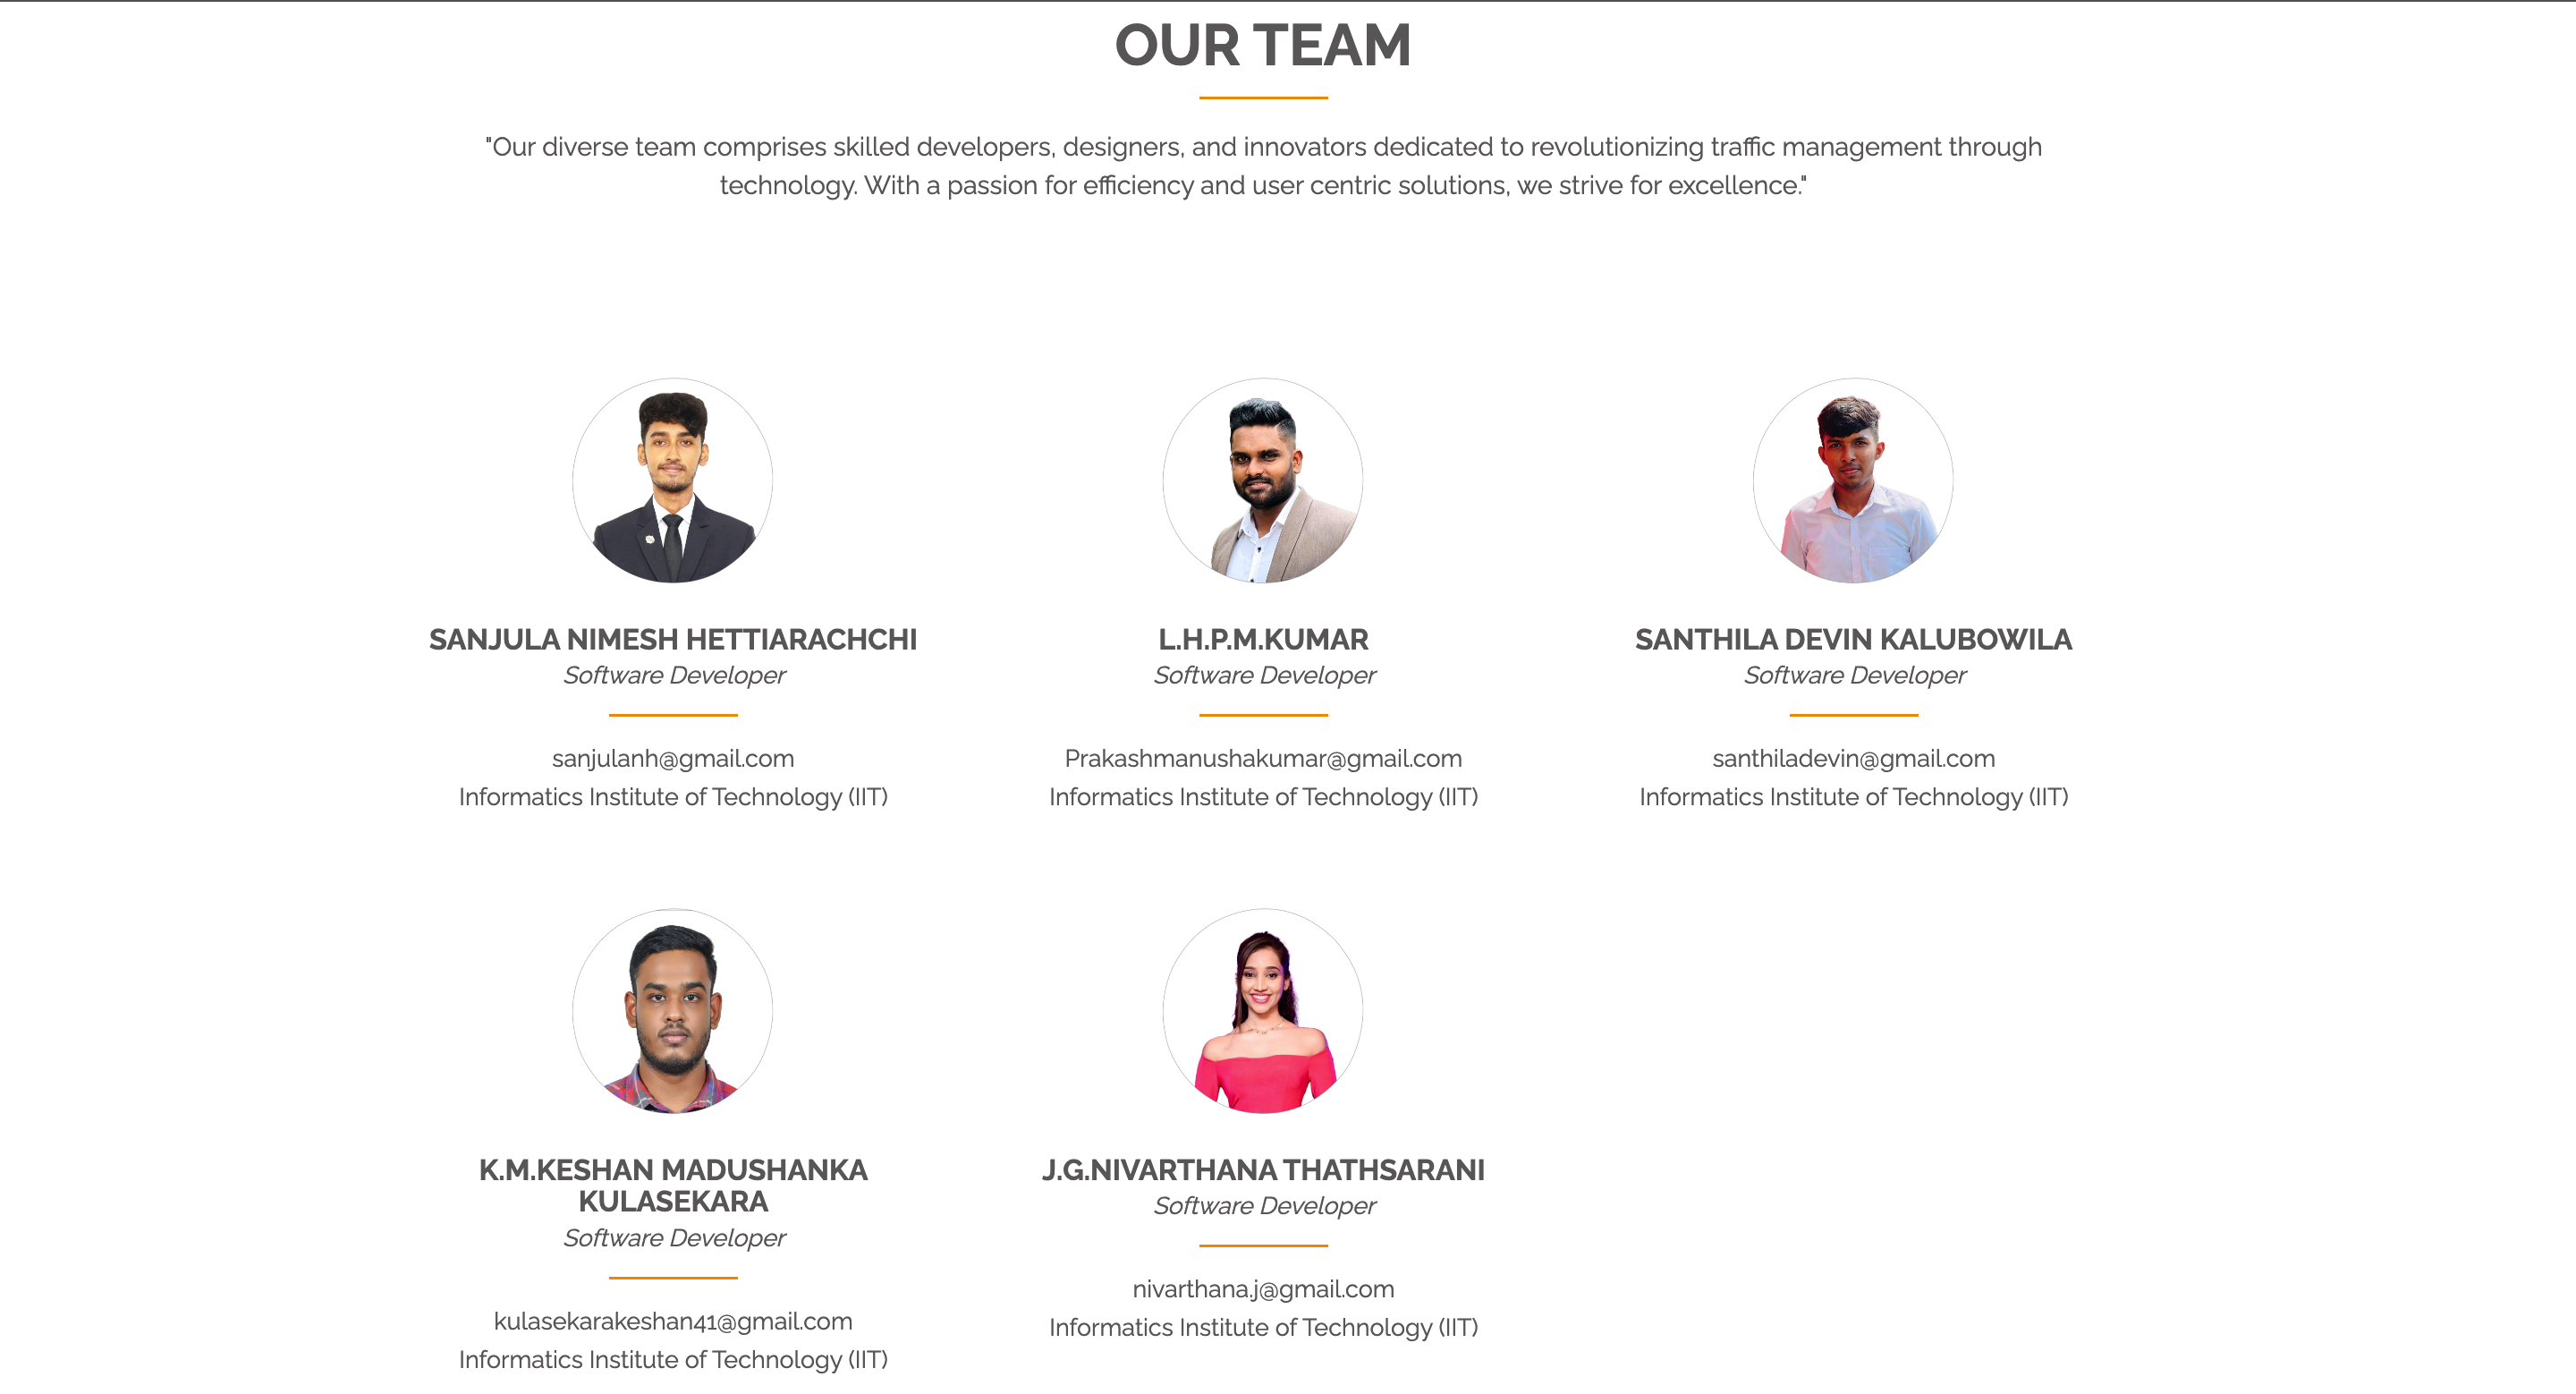 OUR TEAM
"Our diverse team comprises skilled developers, designers, and innovators dedicated to revolutionizing traffic management through
technology. With a passion for efficiency and user centric solutions, we strive for excellence."
SANJULA NIMESH HETTIARACHCHI
Software Developer
sanjulanh@gmail.com
Informatics Institute of Technology (IIT)
L.H.P.M.KUMAR
Software Developer
Prakashmanushakumar@gmail.com
Informatics Institute of Technology (IIT)
SANTHILA DEVIN KALUBOWILA
Software Developer
santhiladevin@gmail.com
Informatics Institute of Technology (IIT)
K.M.KESHAN MADUSHANKA
KULASEKARA
Software Developer
kulasekarakeshan41@gmail.com
Informatics Institute of Technology (IIT)
J.G.NIVARTHANA THATHSARANI
Software Developer
nivarthana.j@gmail.com
Informatics Institute of Technology (IIT)